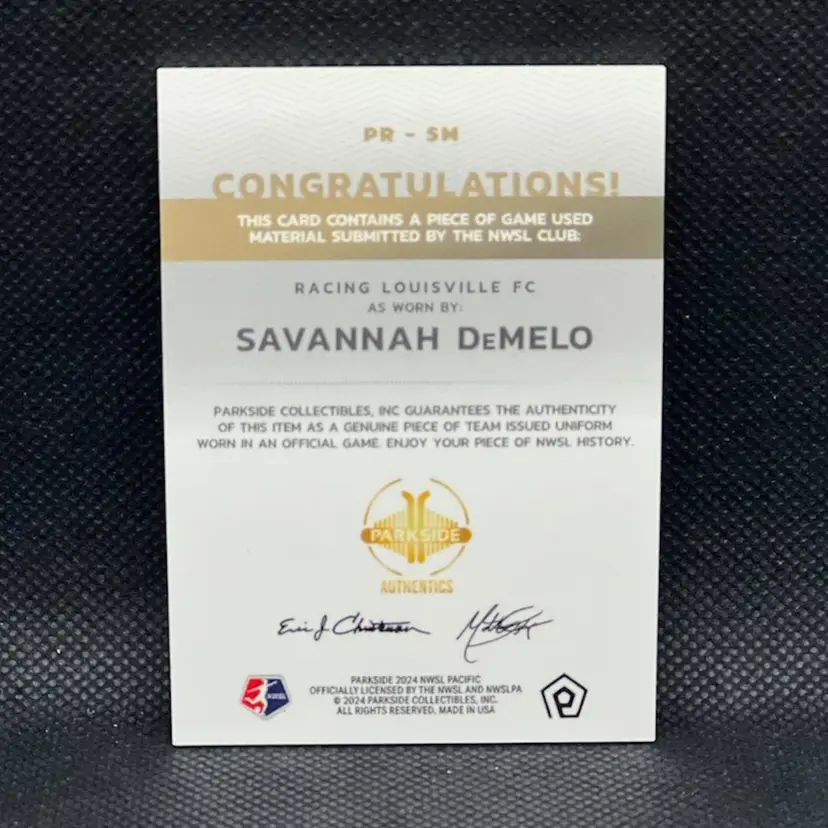 PR - SM
CONGRATULATIONS!
THIS CARD CONTAINS A PIECE OF GAME USED
MATERIAL SUBMITTED BY THE NWSL CLUB:
RACING LOUISVILLE FC
AS WORN BY:
SAVANNAH DeMELO
PARKSIDE COLLECTIBLES, INC GUARANTEES THE AUTHENTICITY
OF THIS ITEM AS A GENUINE PIECE OF TEAM ISSUED UNIFORM
WORN IN AN OFFICIAL GAME. ENJOY YOUR PIECE OF NWSL HISTORY.
PARKSIDE
AUTHENTICS
PARKSIDE 2024 NWSL PACIFIC
OFFICIALLY LICENSED BY THE NWSL AND NWSLPA
© 2024 PARKSIDE COLLECTIBLES, INC.
ALL RIGHTS RESERVED. MADE IN USA